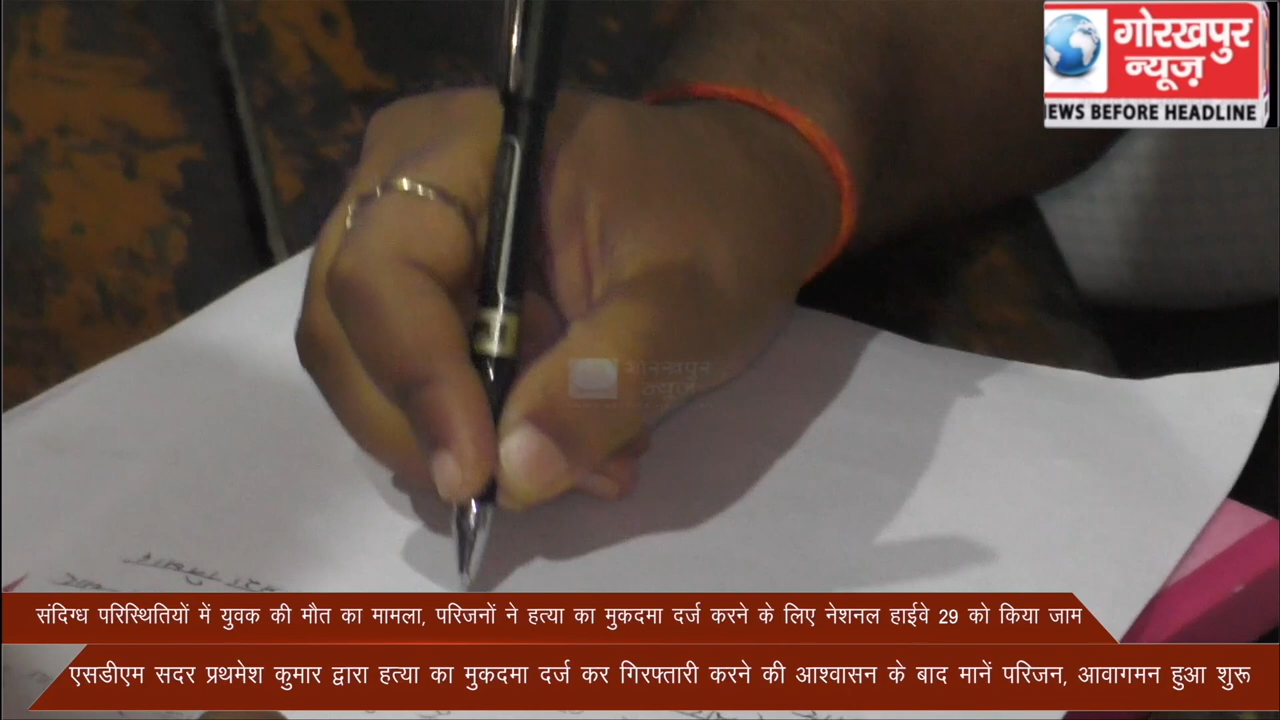 गोरखपुर
न्यूज़
NEWS BEFORE HEADLINE
गोरखपुर
न्यूज़
संदिग्ध परिस्थितियों में युवक की मौत का मामला, परिजनों ने हत्या का मुकदमा दर्ज करने के लिए नेशनल हाईवे 29 को किया जाम
एसडीएम सदर प्रथमेश कुमार द्वारा हत्या का मुकदमा दर्ज कर गिरफ्तारी करने की आश्वासन के बाद मानें परिजन, आवागमन हुआ शुरू